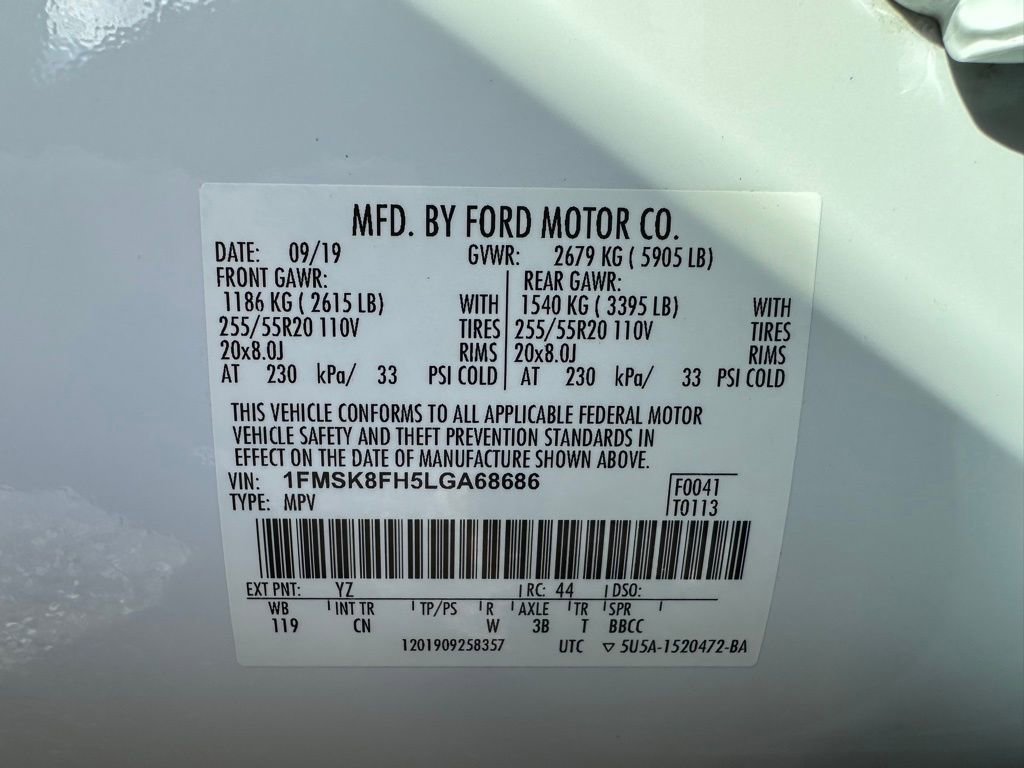 MFD. BY FORD MOTOR CO.
DATE: 09/19 GVWR: 2679 KG ( 5905 LB)
FRONT GAWR: REAR GAWR:
1186 KG ( 2615 LB) WITH 1540 KG ( 3395 LB) WITH
255/55R20 110V TIRES 255/55R20 110V TIRES
20x8.0J RIMS 20x8.0J RIMS
AT 230 kPa/ 33 PSI COLD AT 230 kPa/ 33 PSI COLD
THIS VEHICLE CONFORMS TO ALL APPLICABLE FEDERAL MOTOR
VEHICLE SAFETY AND THEFT PREVENTION STANDARDS IN
EFFECT ON THE DATE OF MANUFACTURE SHOWN ABOVE.
VIN: 1FMSK8FH5LGA68686 F0041
TYPE: MPV T0113
EXT PNT: YZ RC: 44 DSO:
WB INT TR TP/PS R AXLE TR SPR
119 CN W 3B T BBCC
1201909258357 UTC ▽ 5U5A-1520472-BA